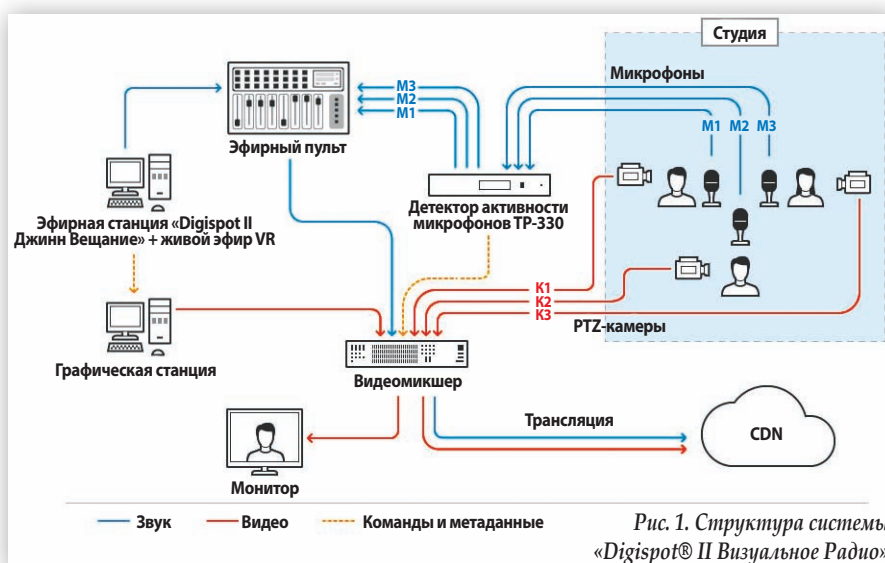 Студия
Микрофоны
M3
M2
M1
M1
M2
M3
Эфирный пульт
Детектор активности
микрофонов TP-330
Эфирная станция «Digispot II
Джинн Вещание» + живой эфир VR
K1
K2
K3
PTZ-камеры
Графическая станция
Видеомикшер
Трансляция
CDN
Монитор
Звук
Видео
Команды и метаданные
Рис. 1. Структура системы
«Digispot® II Визуальное Радио»